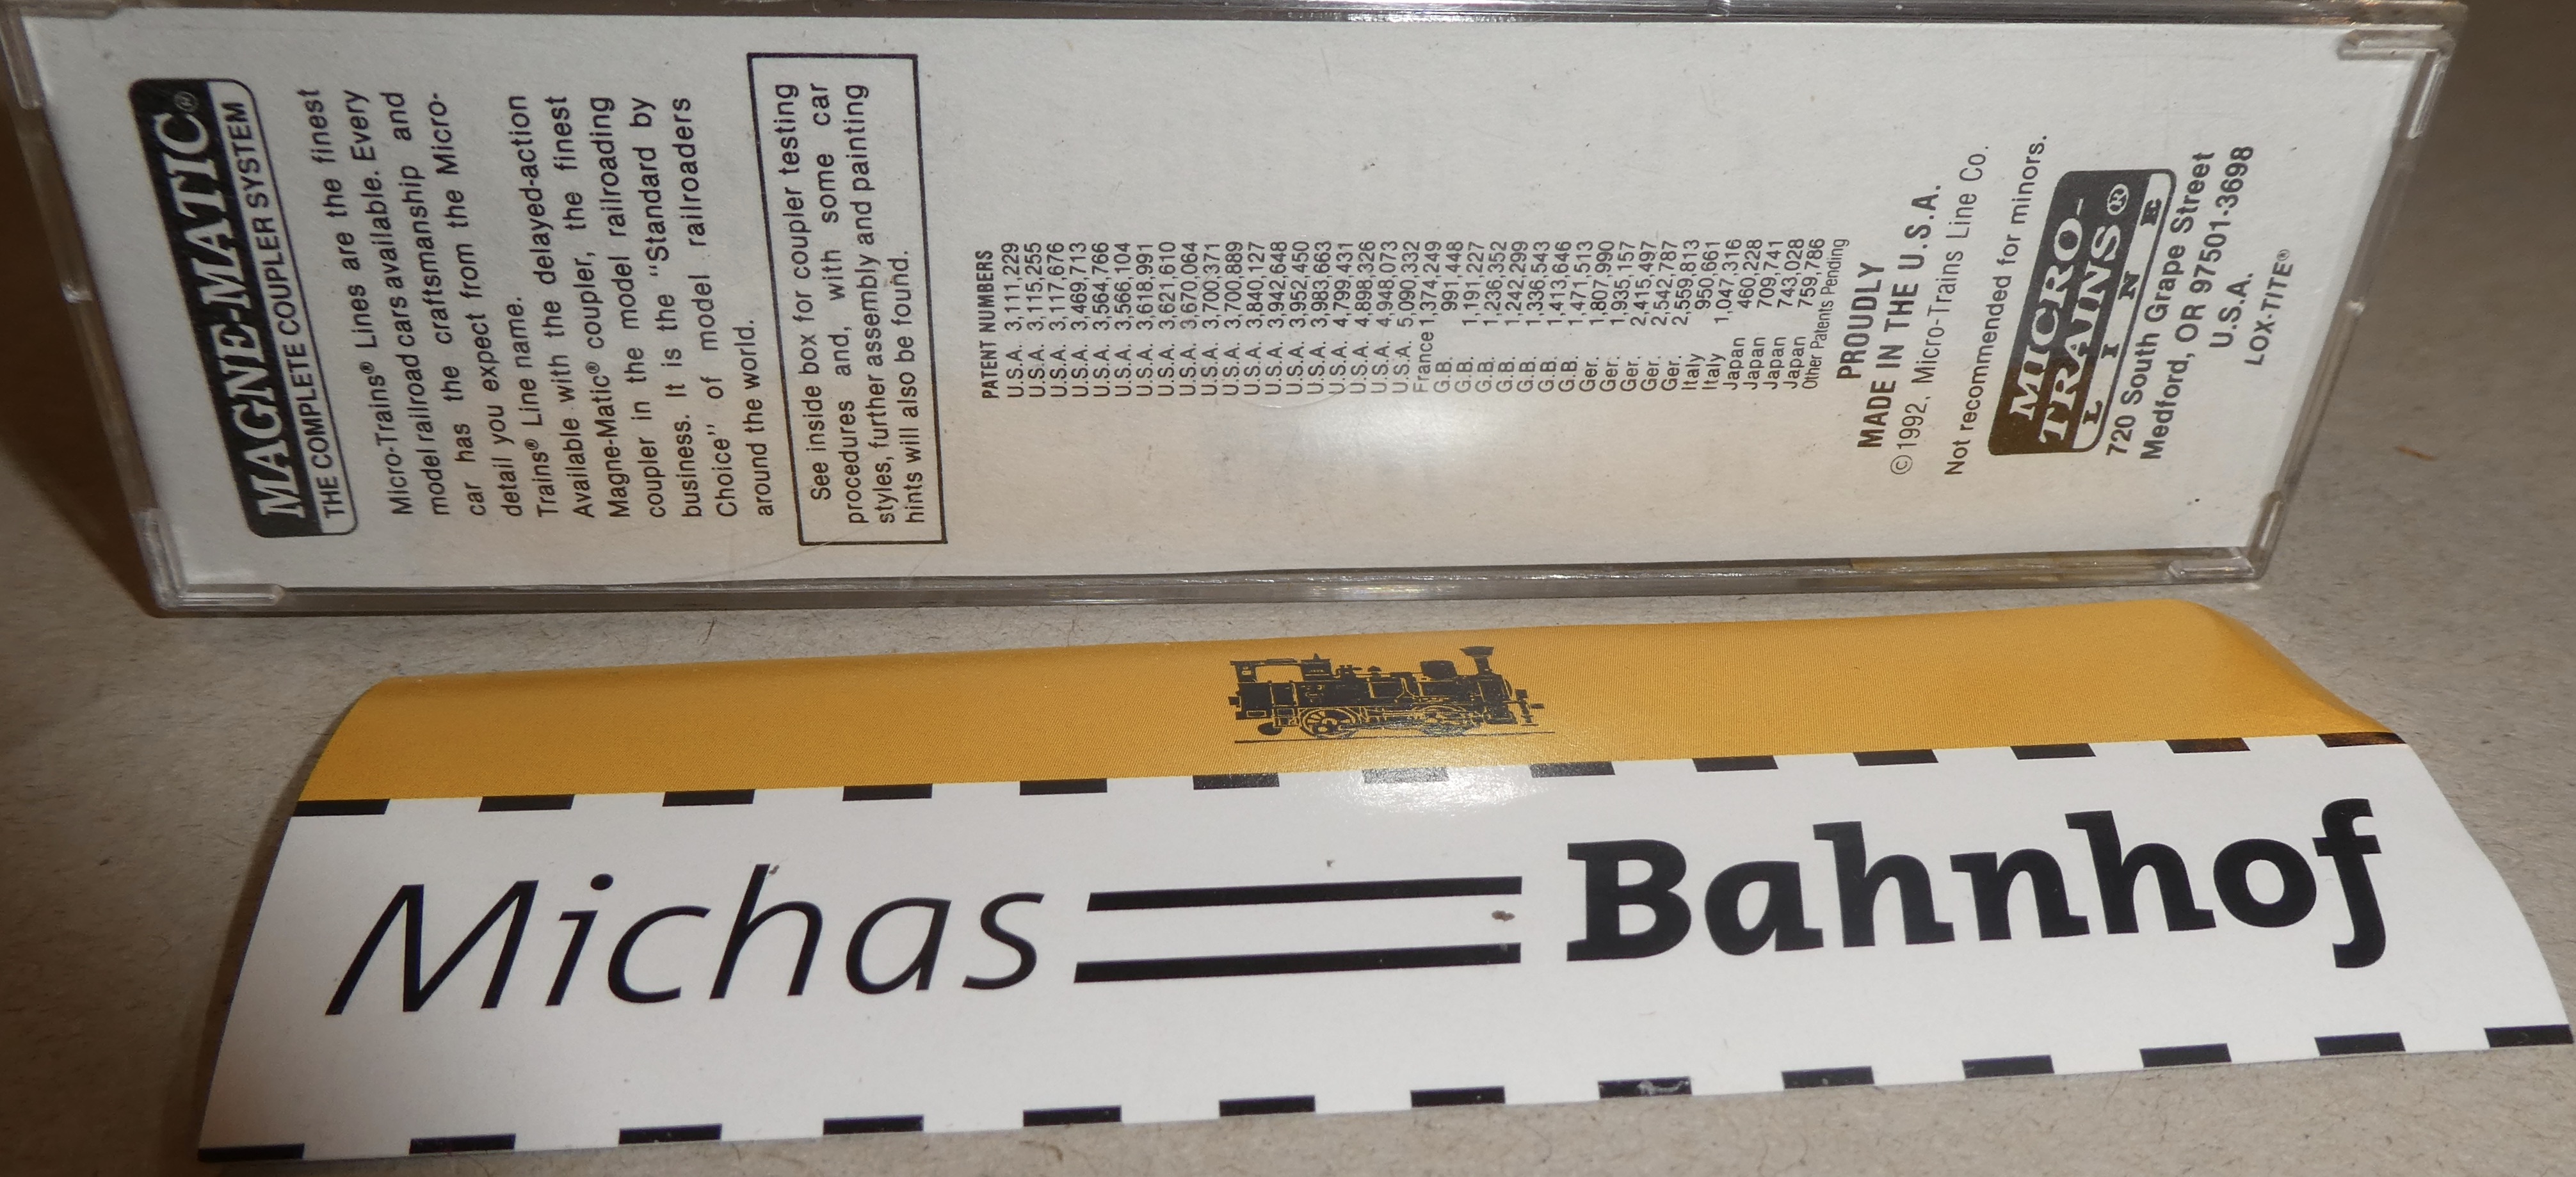 MAGNE-MATIC®
THE COMPLETE COUPLER SYSTEM
Micro-Trains® Lines are the finest
model railroad cars available. Every
car has the craftsmanship and
detail you expect from the Micro-
Trains® Line name.
Available with the delayed-action
Magne-Matic® coupler, the finest
coupler in the model railroading
business. It is the "Standard by
Choice" of model railroaders
around the world.
See inside box for coupler testing
procedures and, with some car
styles, further assembly and painting
hints will also be found.
PATENT NUMBERS
U.S.A. 3,111,229
U.S.A. 3,115,255
U.S.A. 3,117,676
U.S.A. 3,469,713
U.S.A. 3,564,766
U.S.A. 3,566,104
U.S.A. 3,618,991
U.S.A. 3,621,610
U.S.A. 3,670,064
U.S.A. 3,700,371
U.S.A. 3,700,889
U.S.A. 3,840,127
U.S.A. 3,942,648
U.S.A. 3,952,450
U.S.A. 3,983,663
U.S.A. 4,799,431
U.S.A. 4,898,326
U.S.A. 4,948,073
U.S.A. 5,090,332
France 1,374,249
G.B. 991,448
G.B. 1,191,227
G.B. 1,236,352
G.B. 1,242,299
G.B. 1,336,543
G.B. 1,413,646
G.B. 1,471,513
Ger. 1,807,990
Ger. 1,935,157
Ger. 2,415,497
Ger. 2,542,787
Ger. 2,559,813
Italy 950,661
Italy 1,047,316
Japan 460,228
Japan 709,741
Japan 743,028
Japan 759,786
Other Patents Pending
PROUDLY
MADE IN THE U.S.A.
© 1992, Micro-Trains Line Co.
Not recommended for minors.
MICRO-
TRAINS®
LINE
720 South Grape Street
Medford, OR 97501-3698
U.S.A.
LOX-TITE®
Michas Bahnhof